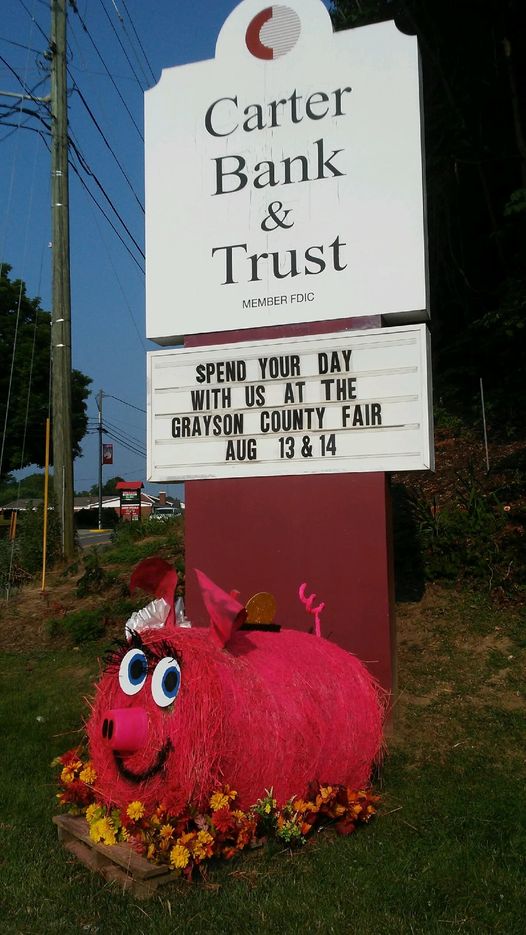 Carter
Bank
&
Trust
MEMBER FDIC
SPEND YOUR DAY
WITH US AT THE
GRAYSON COUNTY FAIR
AUG 13 & 14